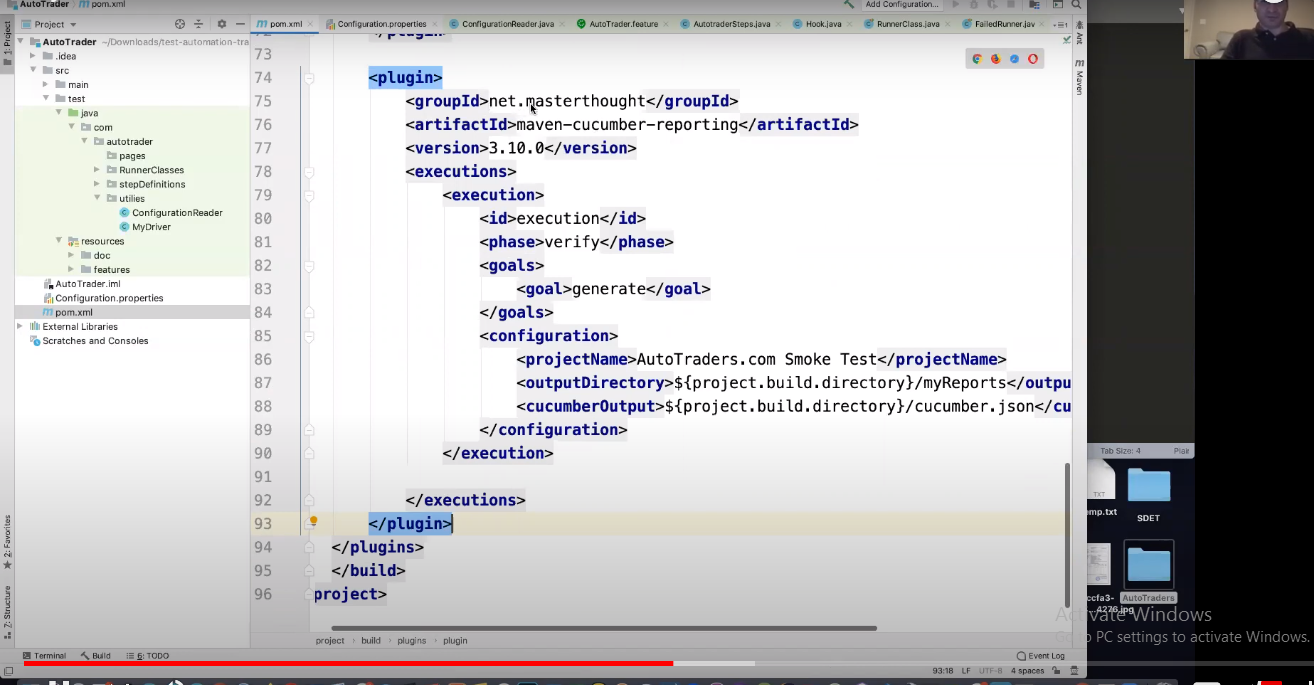 AutoTrader  pom.xml
Add Configuration...
Project
pom.xml
Configuration.properties
ConfigurationReader.java
AutoTrader.feature
AutotraderSteps.java
Hook.java
RunnerClass.java
FailedRunner.jav
1: Project
Ant
Maven
AutoTrader ~/Downloads/test-automation-tra
.idea
src
main
test
java
com
autotrader
pages
RunnerClasses
stepDefinitions
utilies
ConfigurationReader
MyDriver
resources
doc
features
AutoTrader.iml
Configuration.properties
pom.xml
External Libraries
Scratches and Consoles
2: Favorites
Z: Structure
73
74 <plugin>
75 <groupId>net.masterthought</groupId>
76 <artifactId>maven-cucumber-reporting</artifactId>
77 <version>3.10.0</version>
78 <executions>
79 <execution>
80 <id>execution</id>
81 <phase>verify</phase>
82 <goals>
83 <goal>generate</goal>
84 </goals>
85 <configuration>
86 <projectName>AutoTraders.com Smoke Test</projectName>
87 <outputDirectory>${project.build.directory}/myReports</outpu
88 <cucumberOutput>${project.build.directory}/cucumber.json</cu
89 </configuration>
90 </execution>
91
92 </executions>
93 </plugin>
94 </plugins>
95 </build>
96 project>
project build plugins plugin
Terminal Build 6: TODO
Event Log
93:18 LF UTF-8 4 spaces
Tab Size: 4 Plair
TXT
mp.txt
SDET
ccfa3-
4276.jpg
AutoTraders
Activate Windows
Go to PC settings to activate Windows.